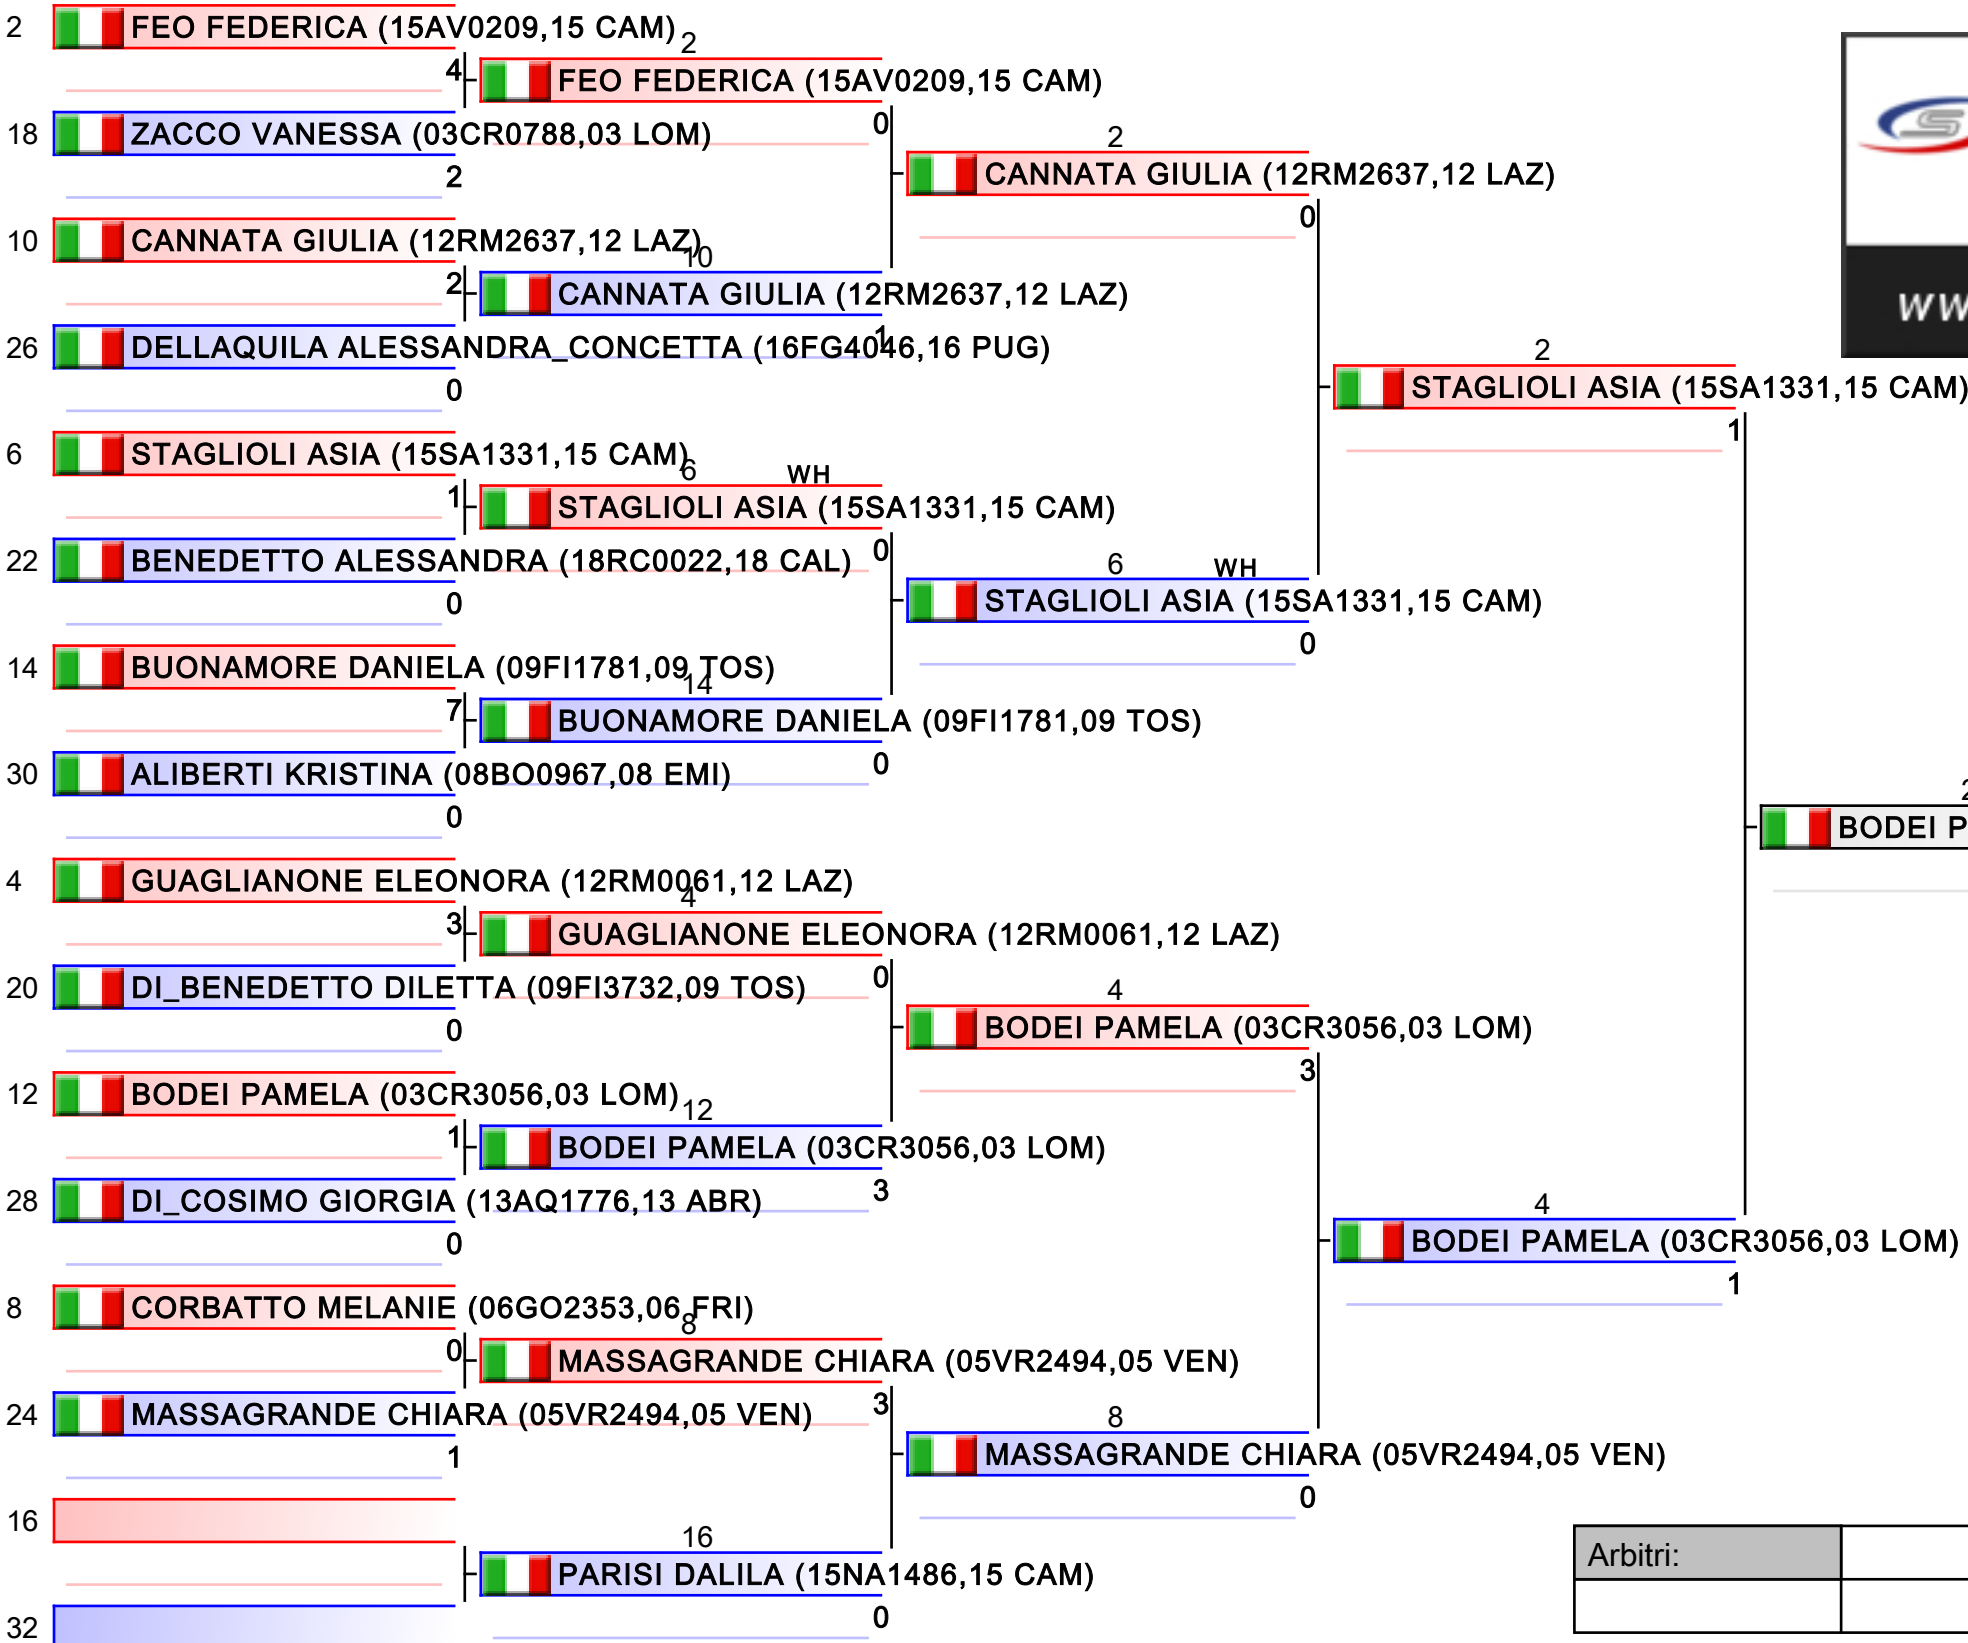 2 FEO FEDERICA (15AV0209,15 CAM)
4
18 ZACCO VANESSA (03CR0788,03 LOM)
2
10 CANNATA GIULIA (12RM2637,12 LAZ)
2
26 DELLAQUILA ALESSANDRA_CONCETTA (16FG4046,16 PUG)
0
6 STAGLIOLI ASIA (15SA1331,15 CAM)
1
22 BENEDETTO ALESSANDRA (18RC0022,18 CAL)
0
14 BUONAMORE DANIELA (09FI1781,09 TOS)
7
30 ALIBERTI KRISTINA (08BO0967,08 EMI)
0
4 GUAGLIANONE ELEONORA (12RM0061,12 LAZ)
3
20 DI_BENEDETTO DILETTA (09FI3732,09 TOS)
0
12 BODEI PAMELA (03CR3056,03 LOM)
1
28 DI_COSIMO GIORGIA (13AQ1776,13 ABR)
0
8 CORBATTO MELANIE (06GO2353,06 FRI)
0
24 MASSAGRANDE CHIARA (05VR2494,05 VEN)
1
16
32
2
FEO FEDERICA (15AV0209,15 CAM)
0
10
CANNATA GIULIA (12RM2637,12 LAZ)
1
6 WH
STAGLIOLI ASIA (15SA1331,15 CAM)
0
14
BUONAMORE DANIELA (09FI1781,09 TOS)
0
4
GUAGLIANONE ELEONORA (12RM0061,12 LAZ)
0
12
BODEI PAMELA (03CR3056,03 LOM)
3
8
MASSAGRANDE CHIARA (05VR2494,05 VEN)
3
16
PARISI DALILA (15NA1486,15 CAM)
0
2
CANNATA GIULIA (12RM2637,12 LAZ)
0
6 WH
STAGLIOLI ASIA (15SA1331,15 CAM)
0
4
BODEI PAMELA (03CR3056,03 LOM)
3
8
MASSAGRANDE CHIARA (05VR2494,05 VEN)
0
2
STAGLIOLI ASIA (15SA1331,15 CAM)
1
4
BODEI PAMELA (03CR3056,03 LOM)
1
2
BODEI P
Arbitri: